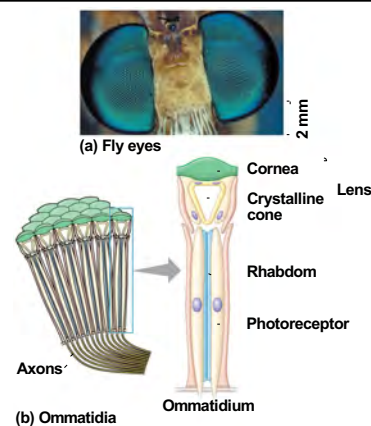 2 mm
(a) Fly eyes
Cornea
Crystalline
cone
Lens
Rhabdom
Photoreceptor
Axons
Ommatidium
(b) Ommatidia